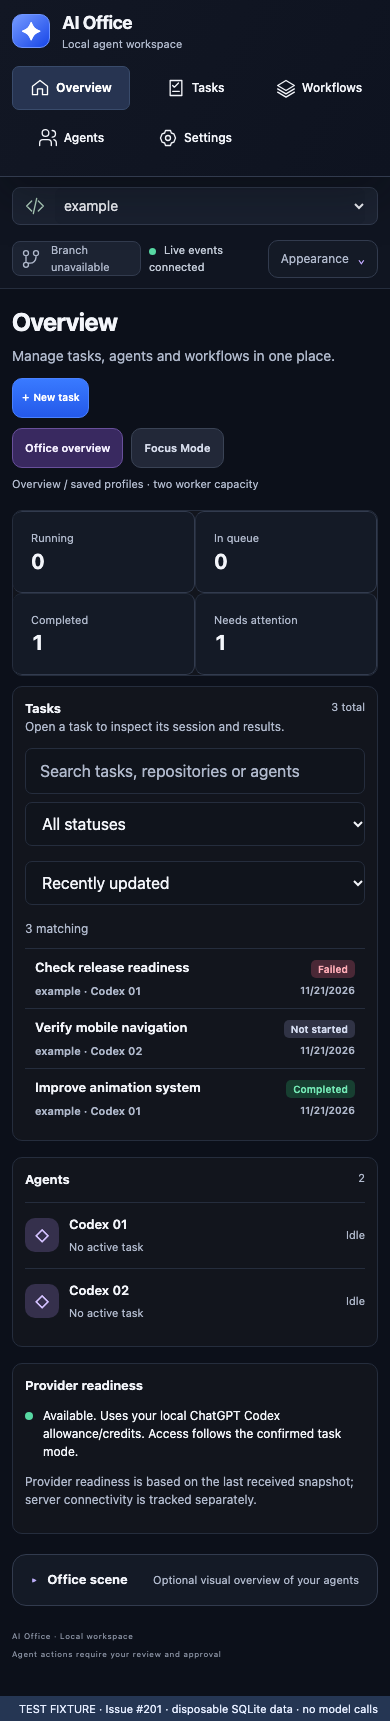 AI Office
Local agent workspace
Overview
Tasks
Workflows
Agents
Settings
example
Branch
unavailable
Live events
connected
Appearance
Overview
Manage tasks, agents and workflows in one place.
+ New task
Office overview
Focus Mode
Overview / saved profiles · two worker capacity
Running
0
In queue
0
Completed
1
Needs attention
1
Tasks
3 total
Open a task to inspect its session and results.
Search tasks, repositories or agents
All statuses
Recently updated
3 matching
Check release readiness
Failed
example · Codex 01
11/21/2026
Verify mobile navigation
Not started
example · Codex 02
11/21/2026
Improve animation system
Completed
example · Codex 01
11/21/2026
Agents
2
Codex 01
No active task
Idle
Codex 02
No active task
Idle
Provider readiness
Available. Uses your local ChatGPT Codex
allowance/credits. Access follows the confirmed task
mode.
Provider readiness is based on the last received snapshot;
server connectivity is tracked separately.
Office scene
Optional visual overview of your agents
AI Office · Local workspace
Agent actions require your review and approval
TEST FIXTURE · Issue #201 · disposable SQLite data · no model calls